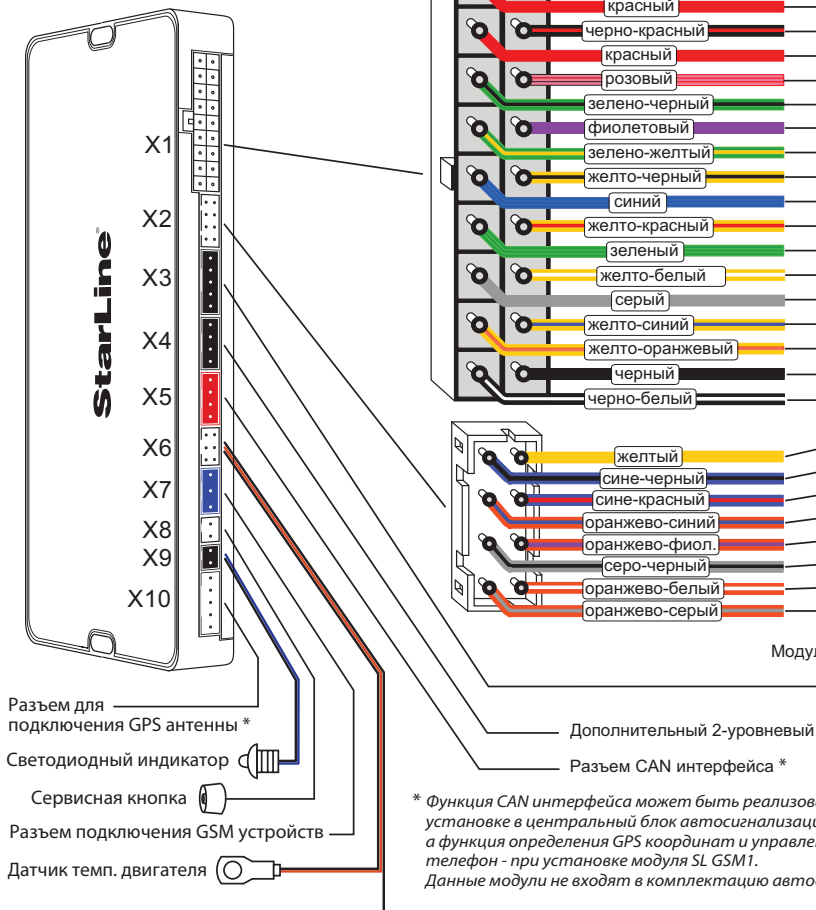 StarLine
X1
X2
X3
X4
X5
X6
X7
X8
X9
X10
красный
черно-красный
красный
розовый
зелено-черный
фиолетовый
зелено-желтый
желто-черный
синий
желто-красный
зеленый
желто-белый
серый
желто-синий
желто-оранжевый
черный
черно-белый
желтый
сине-черный
сине-красный
оранжево-синий
оранжево-фиол.
серо-черный
оранжево-белый
оранжево-серый
Модул
Дополнительный 2-уровневый
Разъем CAN интерфейса *
Разъем для
подключения GPS антенны *
Светодиодный индикатор
Сервисная кнопка
Разъем подключения GSM устройств
Датчик темп. двигателя
* Функция CAN интерфейса может быть реализова
установке в центральный блок автосигнализаци
а функция определения GPS координат и управлен
телефон - при установке модуля SL GSM1.
Данные модули не входят в комплектацию авто